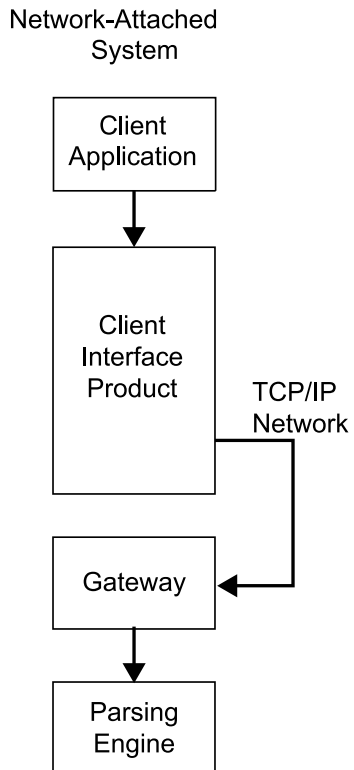 Network-Attached
System
Client
Application
Client
Interface
Product
TCP/IP
Network
Gateway
Parsing
Engine